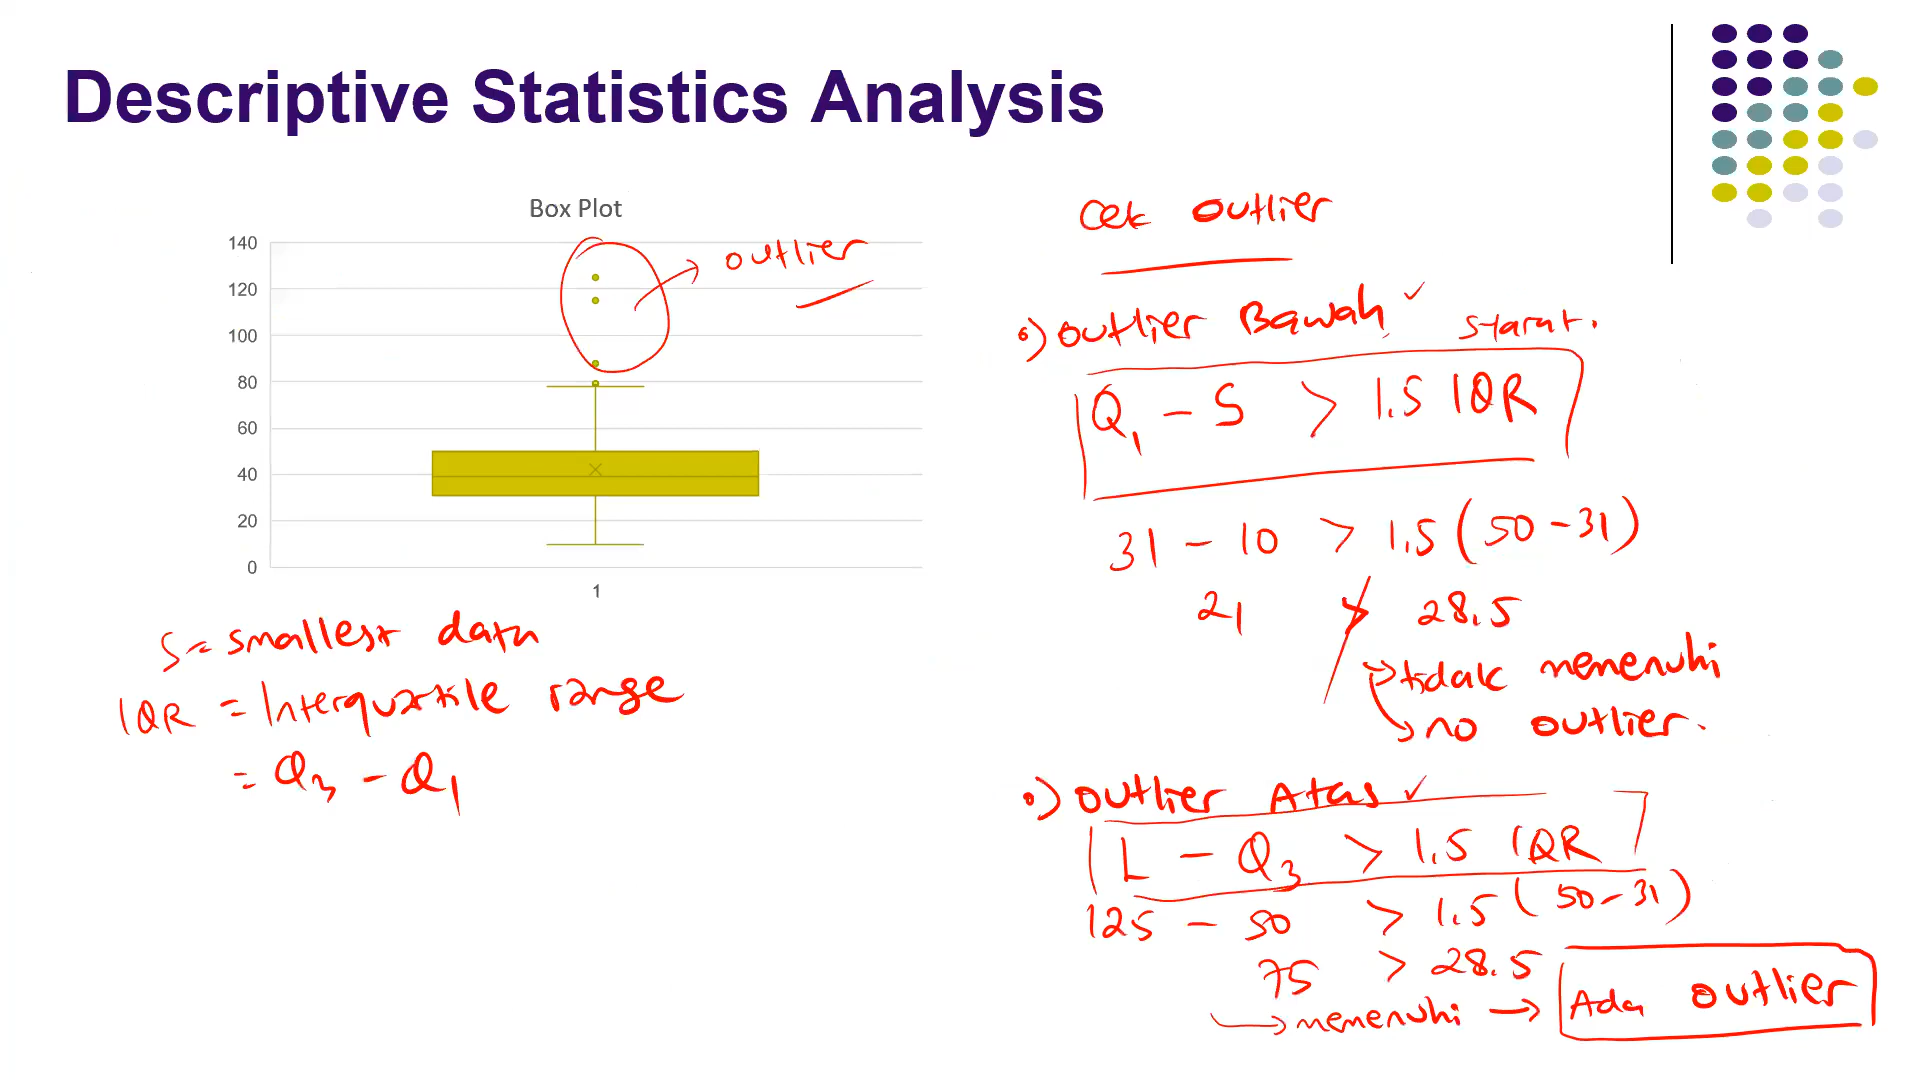 Descriptive Statistics Analysis
Box Plot
140
120
100
80
60
40
20
0
1
outlier
S = smallest data
IQR = Interquartile range
= Q3 - Q1
Cek outlier
•) Outlier Bawah ✓
syarat.
Q1 - S > 1.5 IQR
31 - 10 > 1.5 (50-31)
21 ≯ 28.5
→ tidak memenuhi
→ no outlier.
•) Outlier Atas ✓
L - Q3 > 1.5 IQR
125 - 50 > 1.5 (50-31)
75 > 28.5
→ memenuhi → Ada outlier